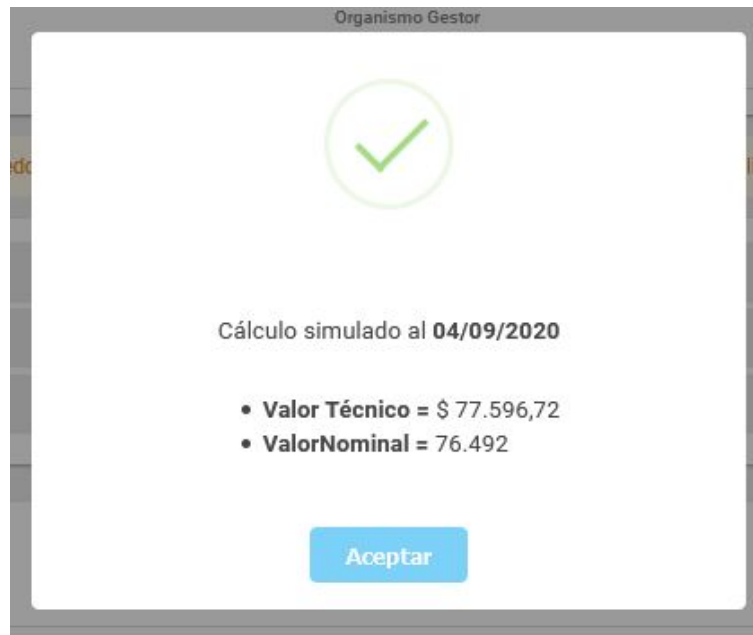 Organismo Gestor
Cálculo simulado al 04/09/2020
• Valor Técnico = $ 77.596,72
• ValorNominal = 76.492
Aceptar